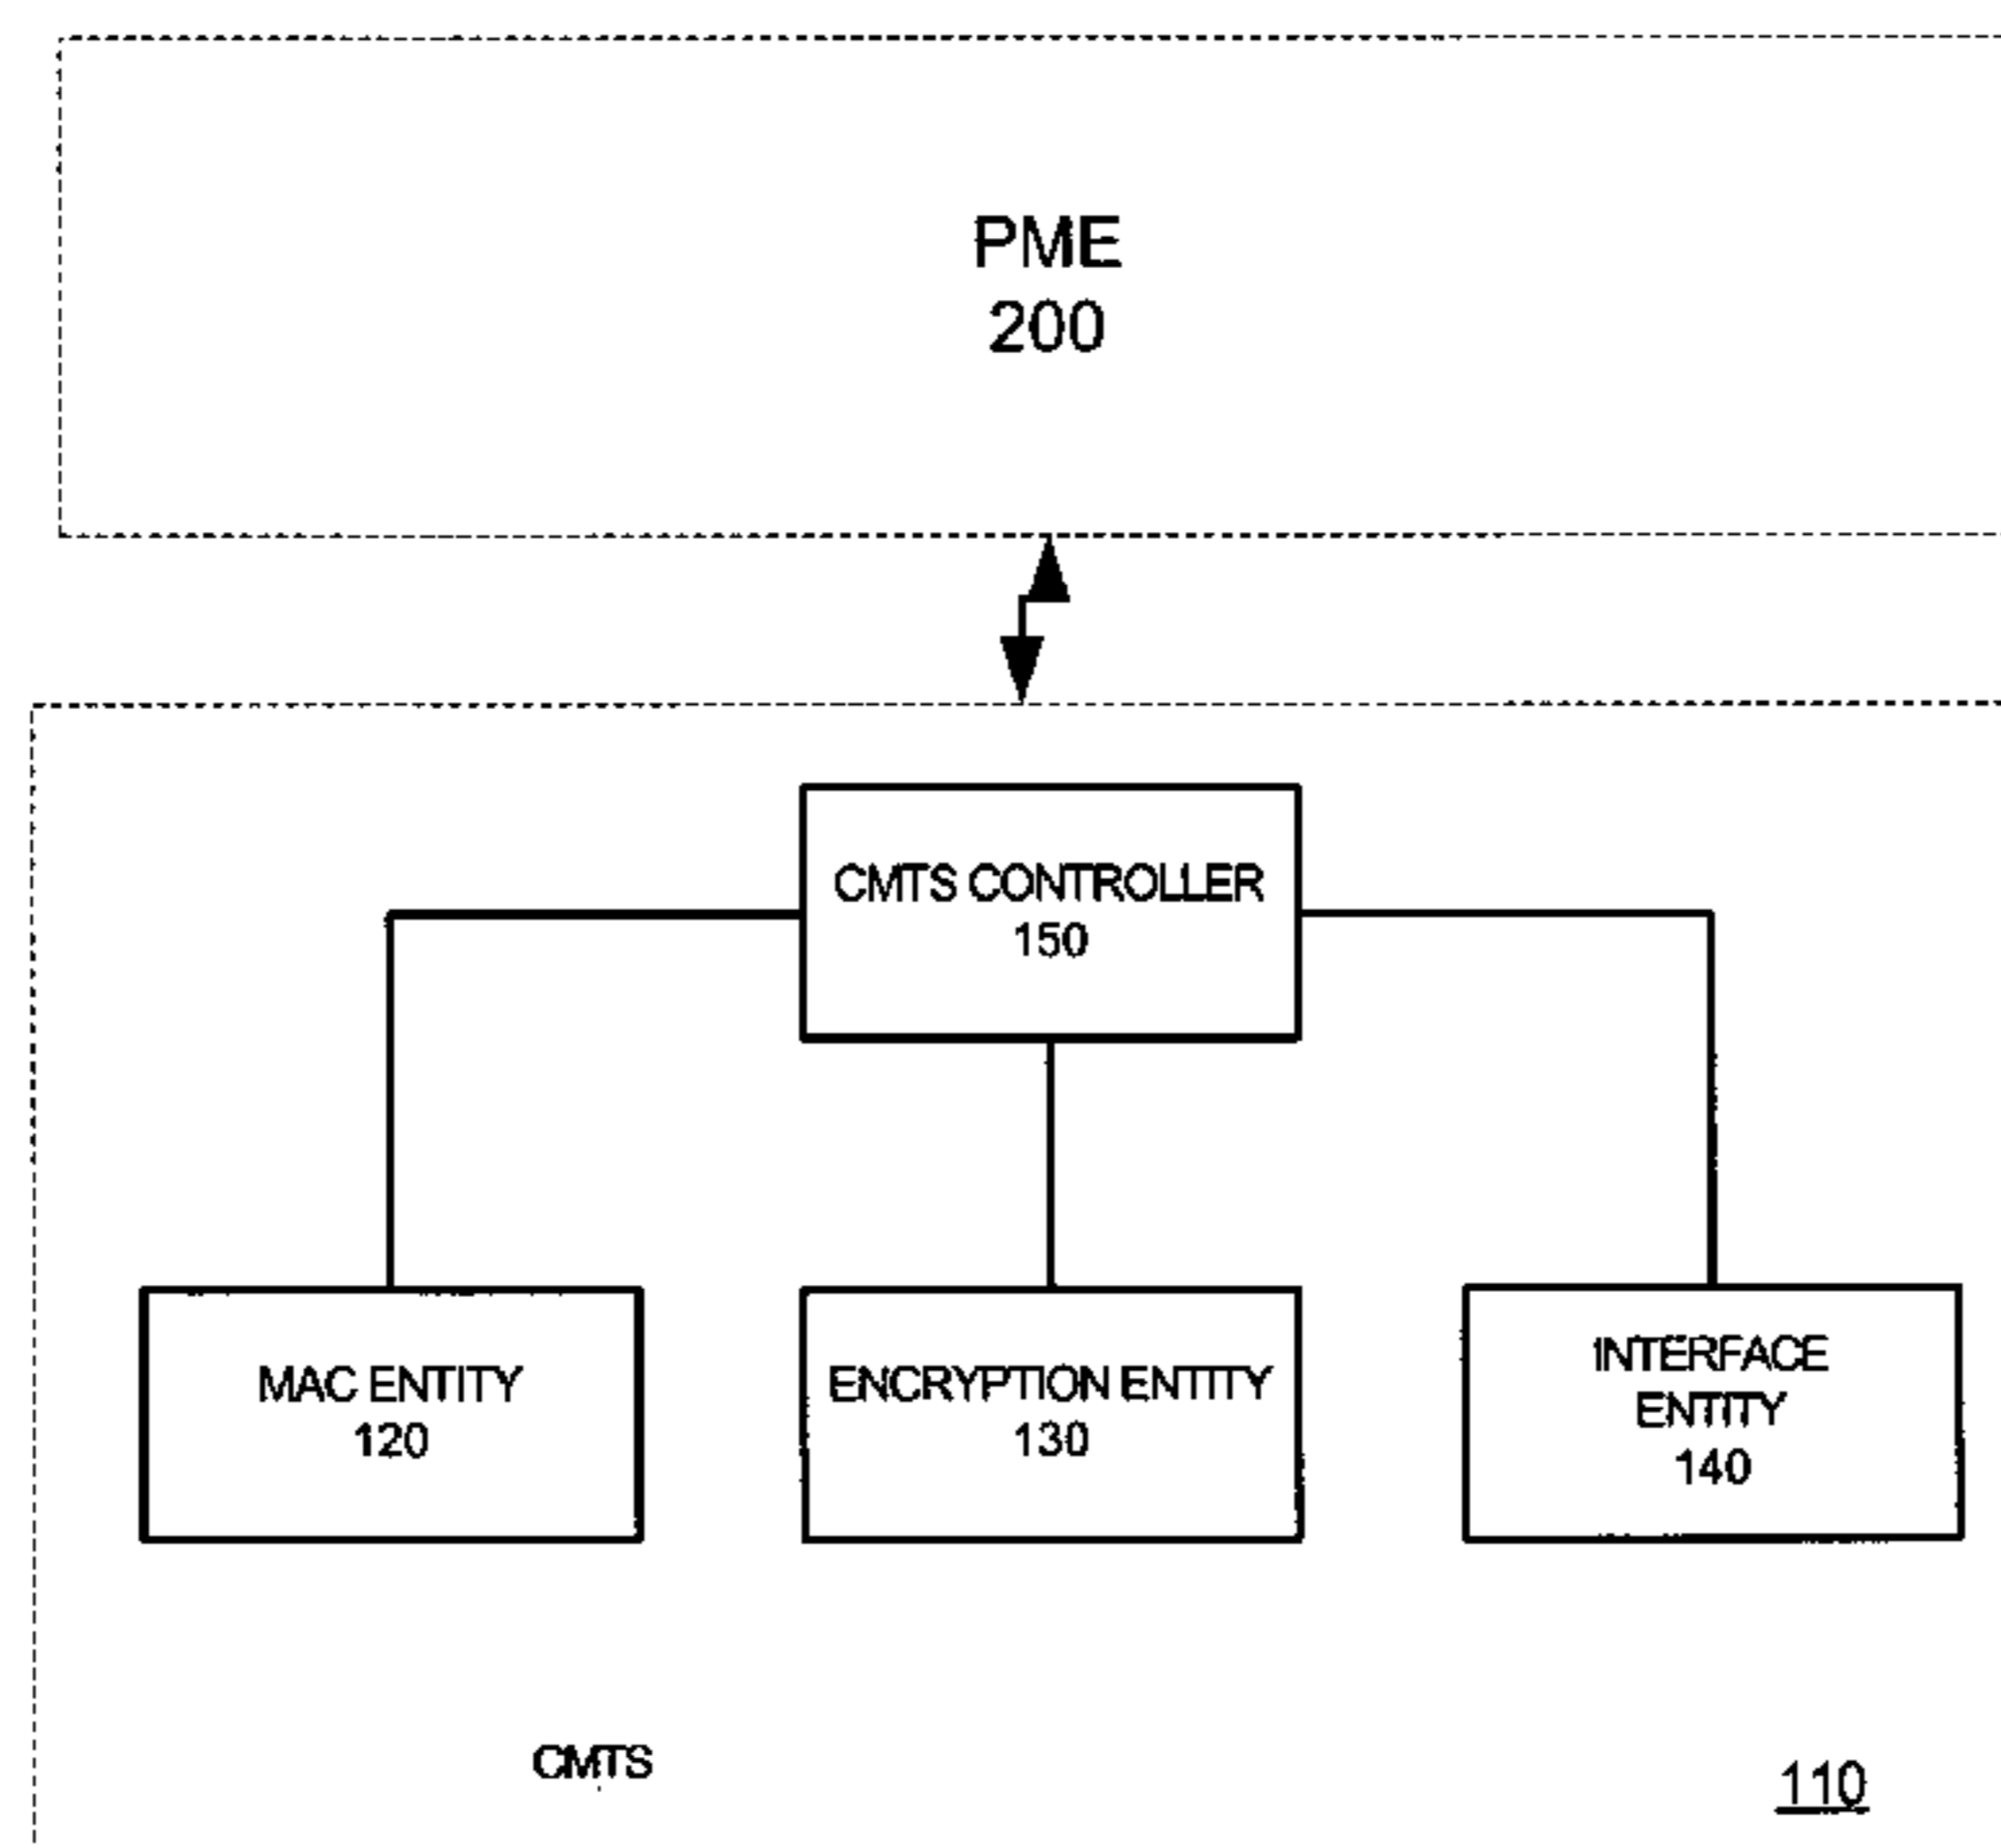 PME
200
CMTS CONTROLLER
150
MAC ENTITY
120
ENCRYPTION ENTITY
130
INTERFACE
ENTITY
140
CMTS
110